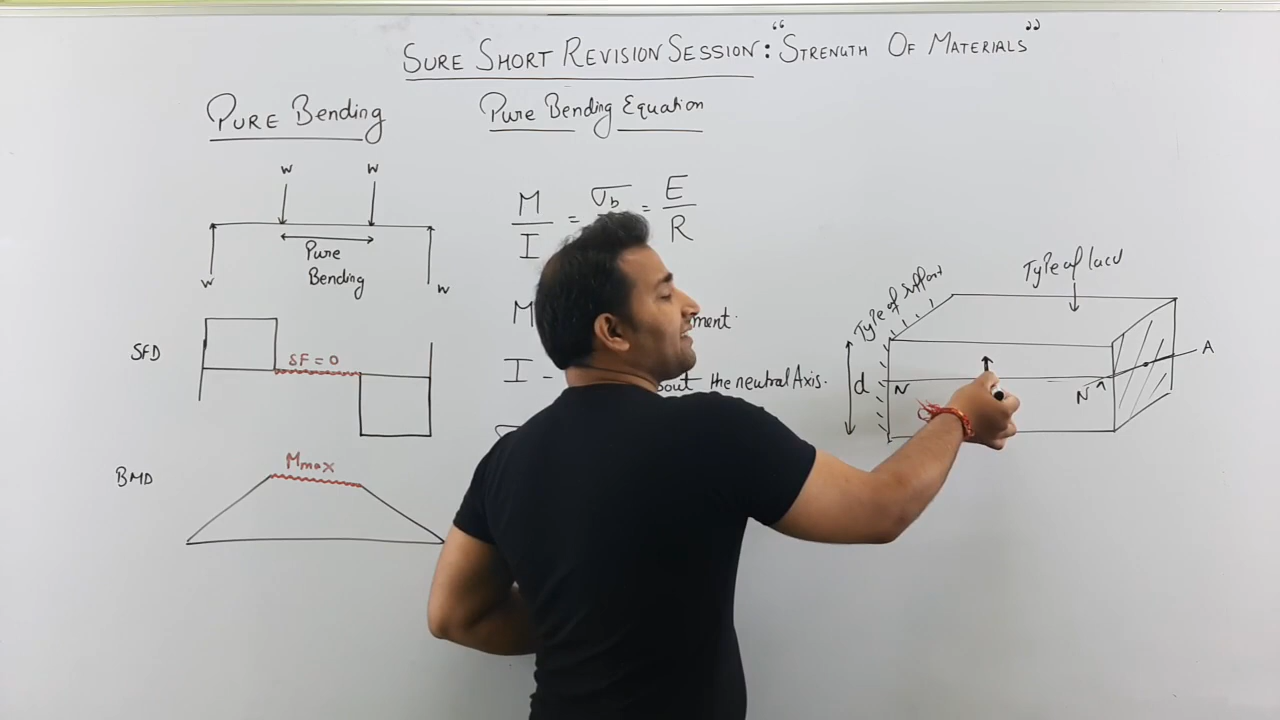 SURE SHORT REVISION SESSION: "STRENGTH OF MATERIALS"
PURE Bending
Pure Bending Equation
W
W
Pure
Bending
W
W
M
I
=
σb
=
E
R
SFD
SF = 0
BMD
Mmax
M
ment.
I -
bout the neutral Axis.
Type of Support
Type of load
d
N
N
A